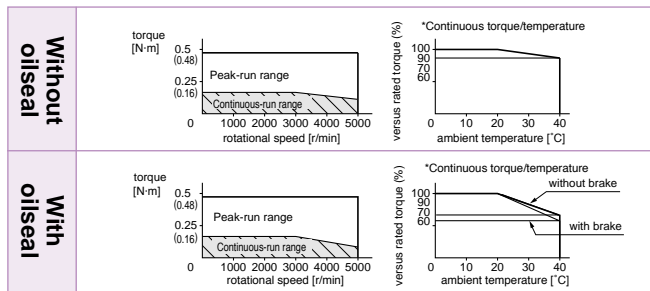 Without
oilseal
torque
[N·m]
0.5
(0.48)
0.25
(0.16)
0
Peak-run range
Continuous-run range
1000 2000 3000 4000 5000
rotational speed [r/min]
*Continuous torque/temperature
versus rated torque (%)
100
90
70
60
0
10 20 30 40
ambient temperature [˚C]
With
oilseal
torque
[N·m]
0.5
(0.48)
0.25
(0.16)
0
Peak-run range
Continuous-run range
1000 2000 3000 4000 5000
rotational speed [r/min]
*Continuous torque/temperature
versus rated torque (%)
100
90
70
60
0
without brake
with brake
10 20 30 40
ambient temperature [˚C]